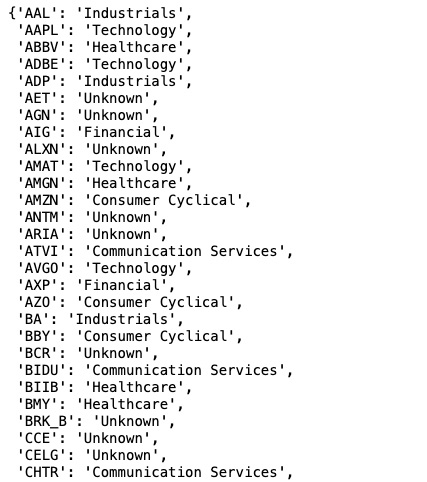 {'AAL': 'Industrials',
'AAPL': 'Technology',
'ABBV': 'Healthcare',
'ADBE': 'Technology',
'ADP': 'Industrials',
'AET': 'Unknown',
'AGN': 'Unknown',
'AIG': 'Financial',
'ALXN': 'Unknown',
'AMAT': 'Technology',
'AMGN': 'Healthcare',
'AMZN': 'Consumer Cyclical',
'ANTM': 'Unknown',
'ARIA': 'Unknown',
'ATVI': 'Communication Services',
'AVGO': 'Technology',
'AXP': 'Financial',
'AZO': 'Consumer Cyclical',
'BA': 'Industrials',
'BBY': 'Consumer Cyclical',
'BCR': 'Unknown',
'BIDU': 'Communication Services',
'BIIB': 'Healthcare',
'BMY': 'Healthcare',
'BRK_B': 'Unknown',
'CCE': 'Unknown',
'CELG': 'Unknown',
'CHTR': 'Communication Services',